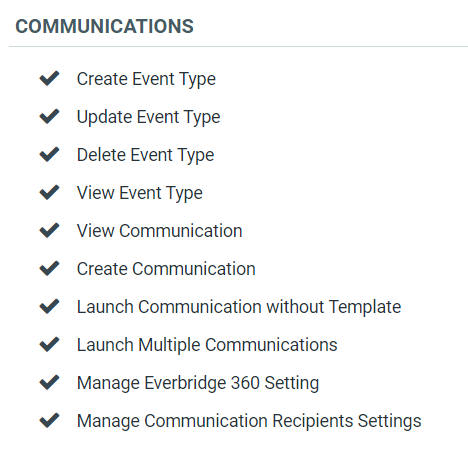 COMMUNICATIONS
Create Event Type
Update Event Type
Delete Event Type
View Event Type
View Communication
Create Communication
Launch Communication without Template
Launch Multiple Communications
Manage Everbridge 360 Setting
Manage Communication Recipients Settings